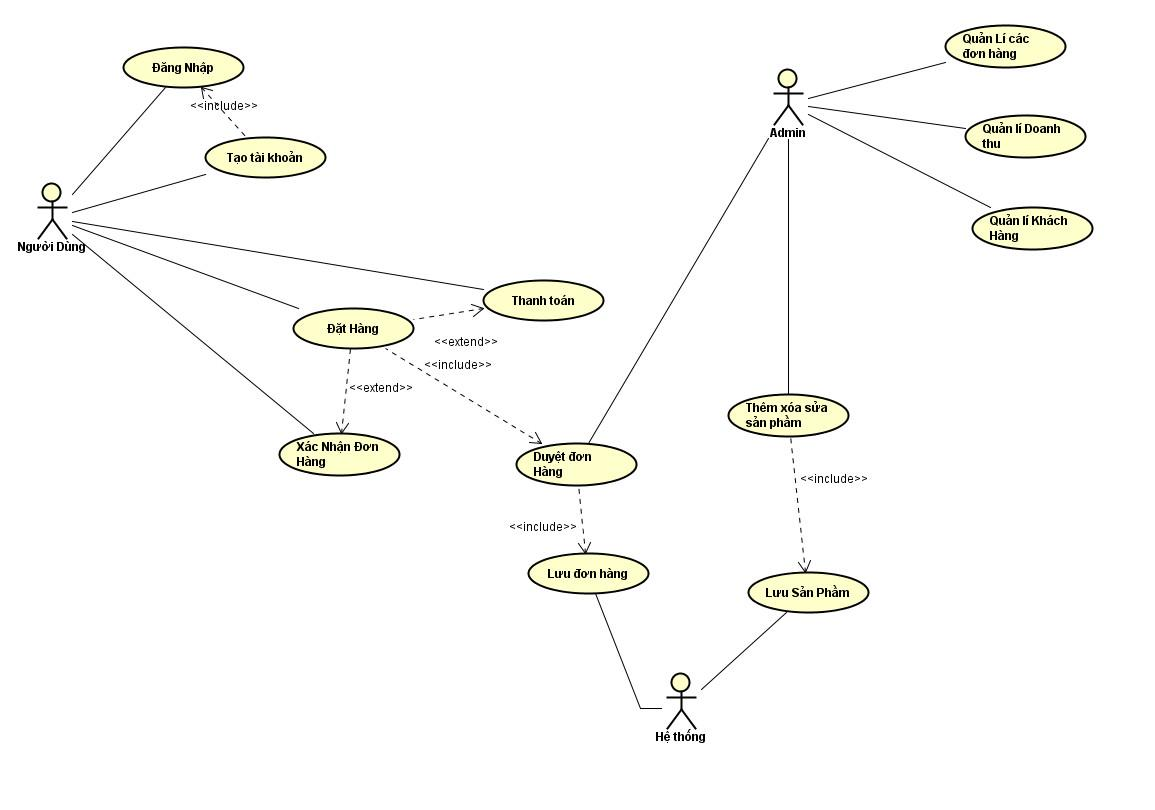 Quản Lí các
đơn hàng
Đăng Nhập
<<include>>
Admin
Quản lí Doanh
thu
Tạo tài khoản
Quản lí Khách
Hàng
Người Dùng
Thanh toán
Đặt Hàng
<<extend>>
<<include>>
<<extend>>
Thêm xóa sửa
sản phẩm
Xác Nhận Đơn
Hàng
Duyệt đơn
Hàng
<<include>>
<<include>>
Lưu đơn hàng
Lưu Sản Phẩm
Hệ thống